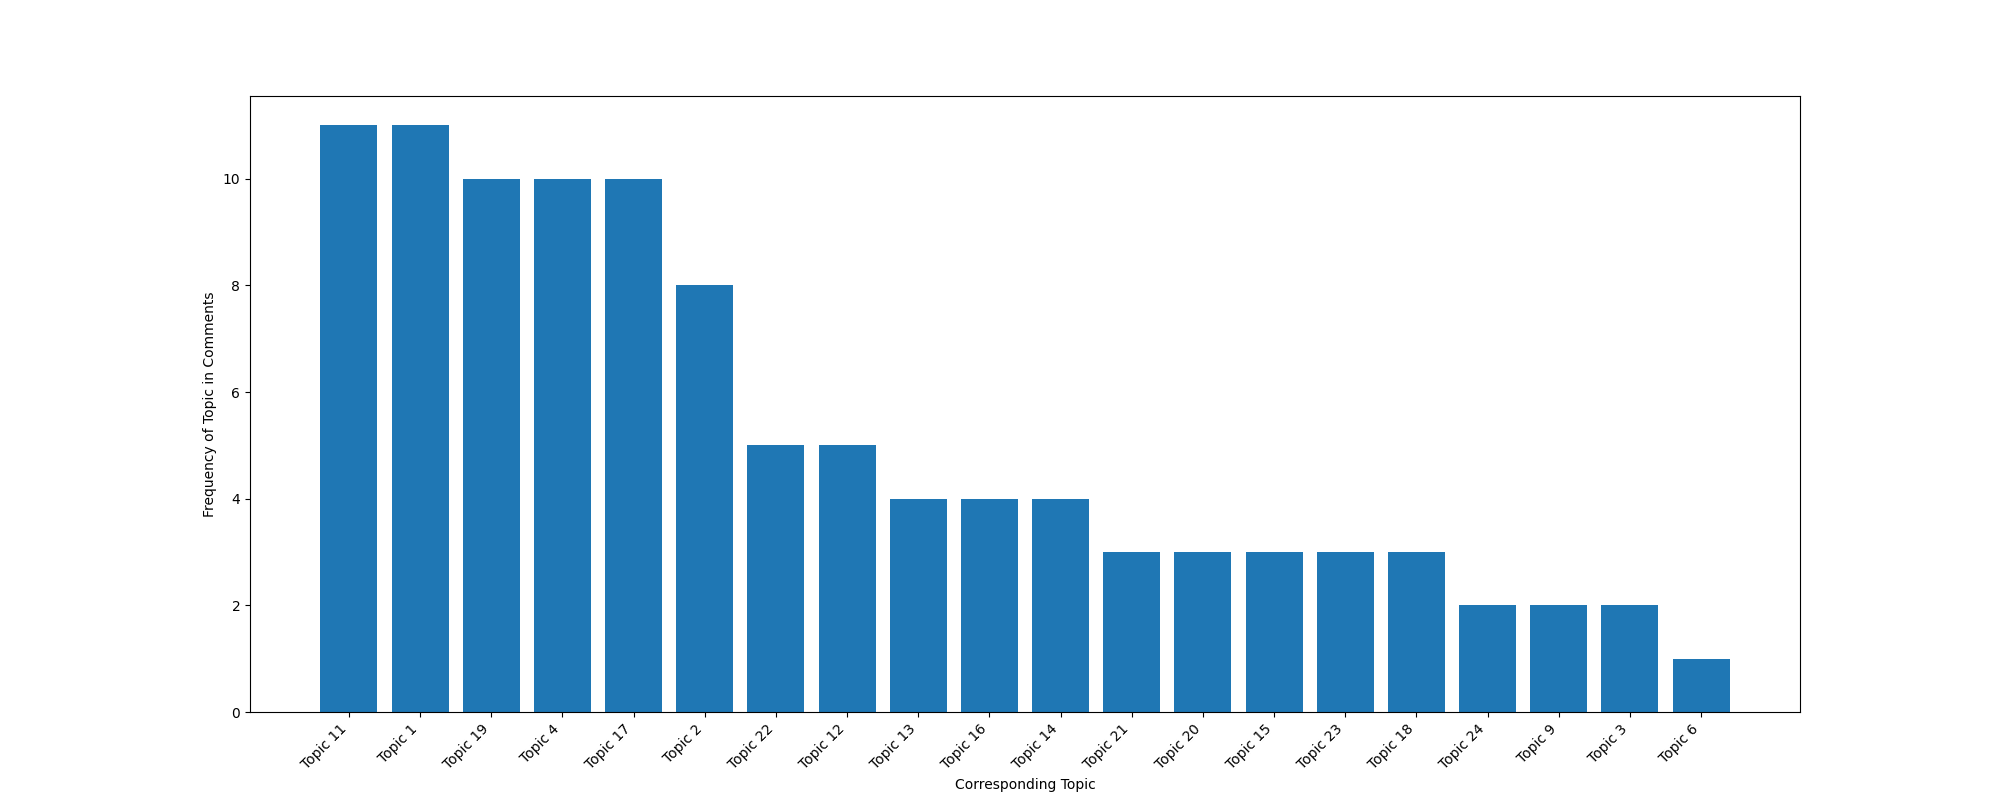 Frequency of Topic in Comments
10
8
6
4
2
0
Topic 11
Topic 1
Topic 19
Topic 4
Topic 17
Topic 2
Topic 22
Topic 12
Topic 13
Topic 16
Topic 14
Topic 21
Topic 20
Topic 15
Topic 23
Topic 18
Topic 24
Topic 9
Topic 3
Topic 6
Corresponding Topic